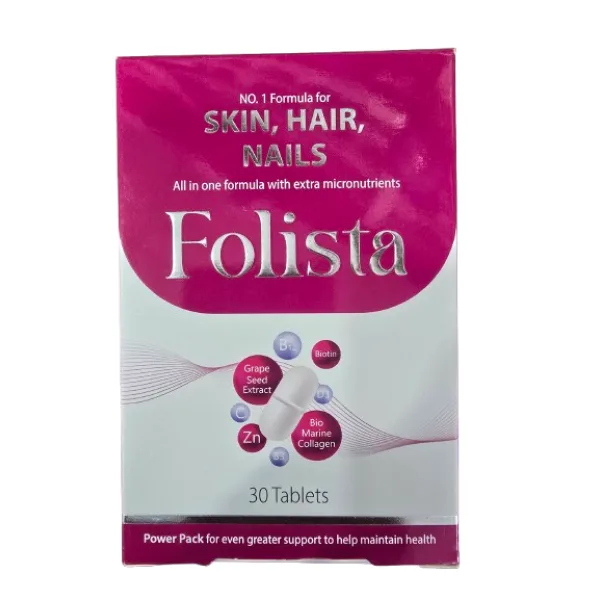 NO. 1 Formula for
SKIN, HAIR,
NAILS
All in one formula with extra micronutrients
Folista
Biotin
Grape
Seed
Extract
C
Zn
Bio
Marine
Collagen
30 Tablets
Power Pack for even greater support to help maintain health